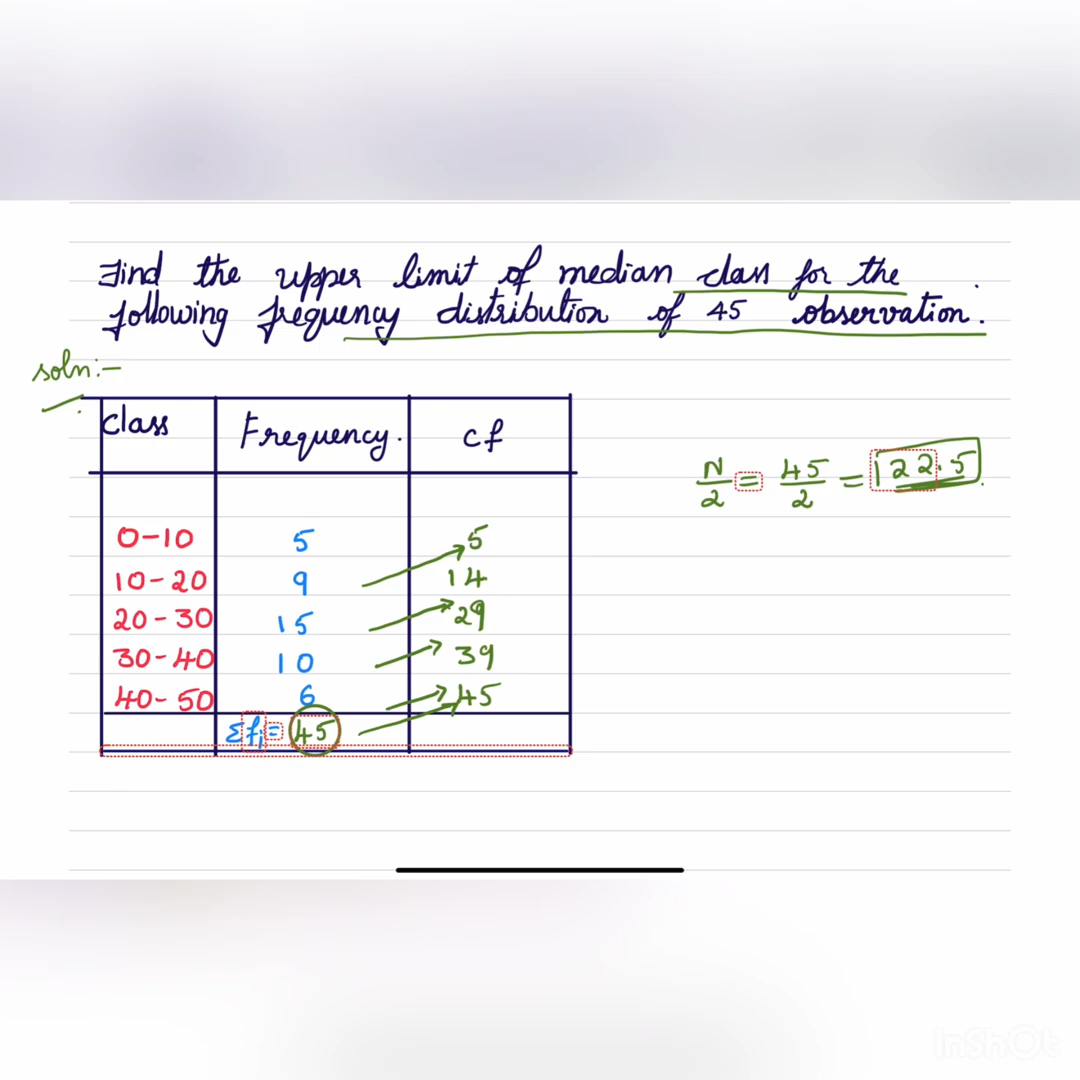 Find the upper limit of median class for the
following frequency distribution of 45 observation.
soln:-
Class Frequency. cf
N/2 = 45/2 = 22.5
0-10 5 5
10-20 9 14
20-30 15 29
30-40 10 39
40-50 6 45
Σfi= 45
InShOt